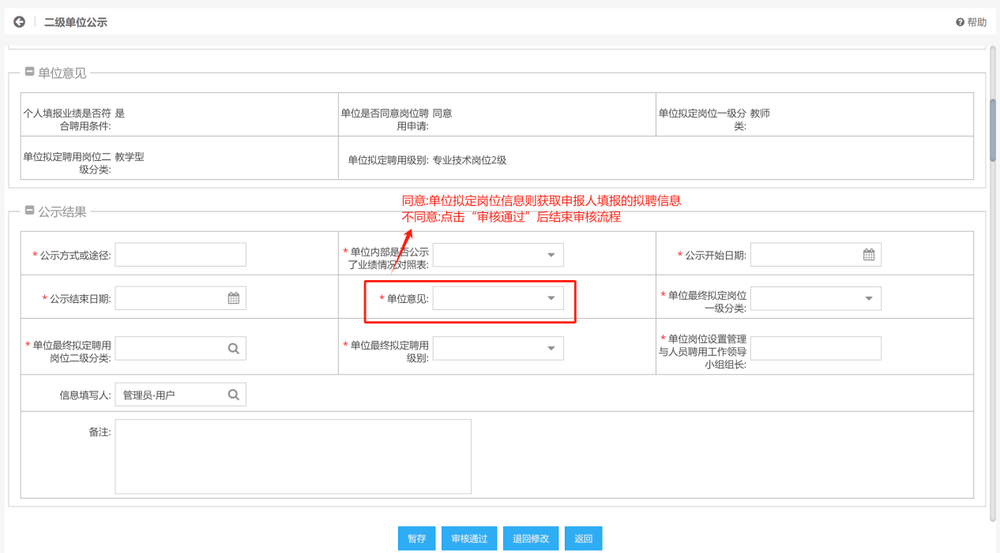 二级单位公示
帮助
单位意见
个人填报业绩是否符 是
合聘用条件:
单位是否同意岗位聘 同意
用申请:
单位拟定岗位一级分 教师
类:
单位拟定聘用岗位二 教学型
级分类:
单位拟定聘用级别: 专业技术岗位2级
同意:单位拟定岗位信息则获取申报人填报的拟聘信息
不同意:点击“审核通过”后结束审核流程
公示结果
* 公示方式或途径:
* 单位内部是否公示
了业绩情况对照表:
* 公示开始日期:
* 公示结束日期:
* 单位意见:
* 单位最终拟定岗位
一级分类:
* 单位最终拟定聘用
岗位二级分类:
* 单位最终拟定聘用
级别:
* 单位岗位设置管理
与人员聘用工作领导
小组组长:
信息填写人: 管理员-用户
备注:
暂存 审核通过 退回修改 返回